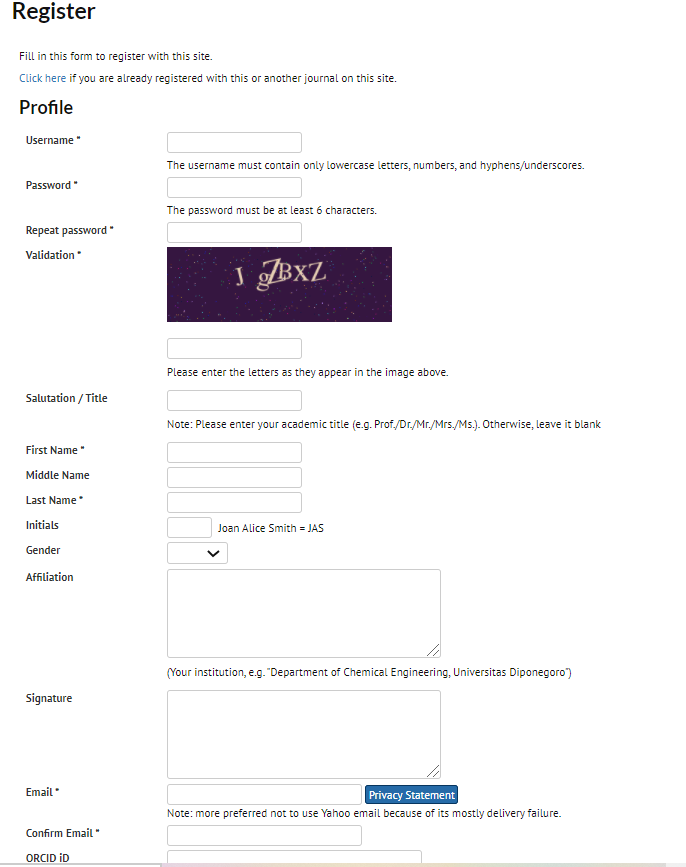 Register
Fill in this form to register with this site.
Click here if you are already registered with this or another journal on this site.
Profile
Username *
The username must contain only lowercase letters, numbers, and hyphens/underscores.
Password *
The password must be at least 6 characters.
Repeat password *
Validation *
Please enter the letters as they appear in the image above.
Salutation / Title
Note: Please enter your academic title (e.g. Prof./Dr./Mr./Mrs./Ms.). Otherwise, leave it blank
First Name *
Middle Name
Last Name *
Initials Joan Alice Smith = JAS
Gender
Affiliation
(Your institution, e.g. "Department of Chemical Engineering, Universitas Diponegoro")
Signature
Email * Privacy Statement
Note: more preferred not to use Yahoo email because of its mostly delivery failure.
Confirm Email *
ORCID iD